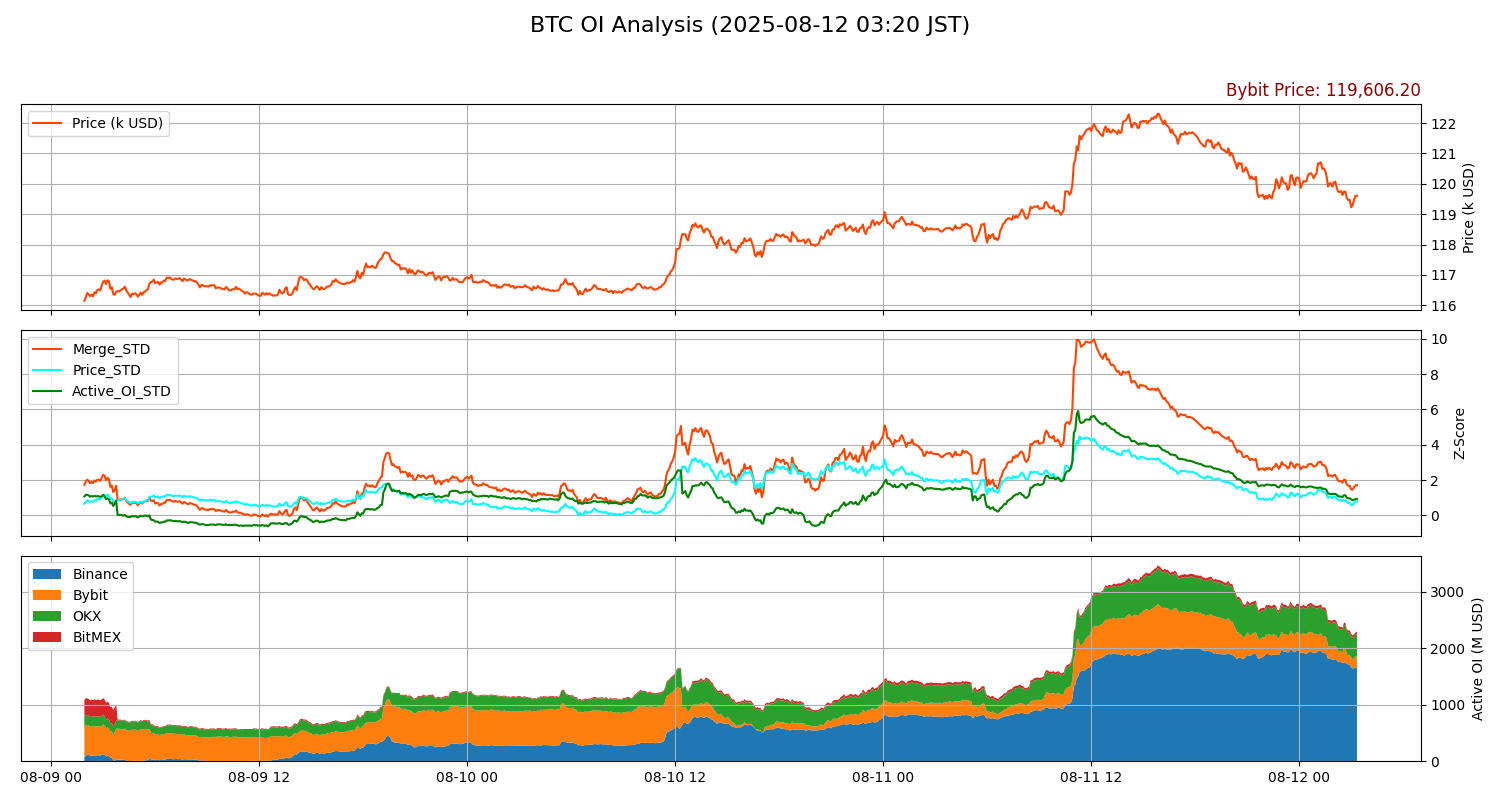 BTC OI Analysis (2025-08-12 03:20 JST)
Bybit Price: 119,606.20
Price (k USD)
122
121
120
119
118
117
116
Price (k USD)
Merge_STD
Price_STD
Active_OI_STD
10
8
6
4
2
0
Z-Score
Binance
Bybit
OKX
BitMEX
3000
2000
1000
0
Active OI (M USD)
08-09 00
08-09 12
08-10 00
08-10 12
08-11 00
08-11 12
08-12 00